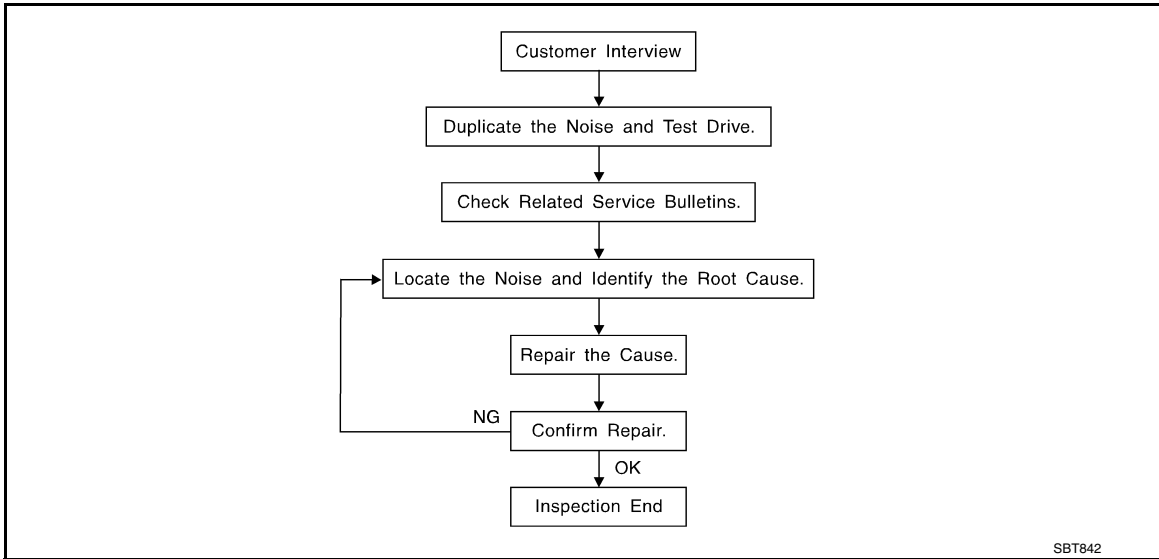 Customer Interview
Duplicate the Noise and Test Drive.
Check Related Service Bulletins.
Locate the Noise and Identify the Root Cause.
Repair the Cause.
NG
Confirm Repair.
OK
Inspection End
SBT842